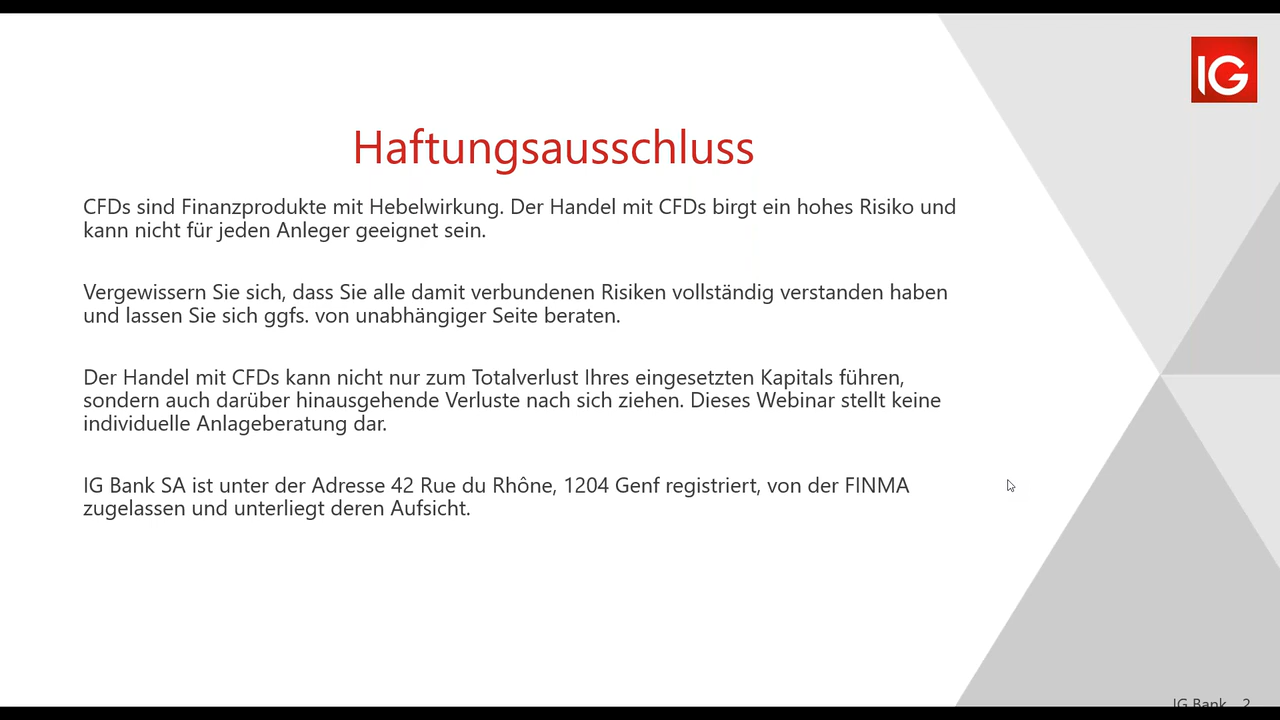 IG
Haftungsausschluss
CFDs sind Finanzprodukte mit Hebelwirkung. Der Handel mit CFDs birgt ein hohes Risiko und
kann nicht für jeden Anleger geeignet sein.
Vergewissern Sie sich, dass Sie alle damit verbundenen Risiken vollständig verstanden haben
und lassen Sie sich ggfs. von unabhängiger Seite beraten.
Der Handel mit CFDs kann nicht nur zum Totalverlust Ihres eingesetzten Kapitals führen,
sondern auch darüber hinausgehende Verluste nach sich ziehen. Dieses Webinar stellt keine
individuelle Anlageberatung dar.
IG Bank SA ist unter der Adresse 42 Rue du Rhône, 1204 Genf registriert, von der FINMA
zugelassen und unterliegt deren Aufsicht.
IG Bank 2